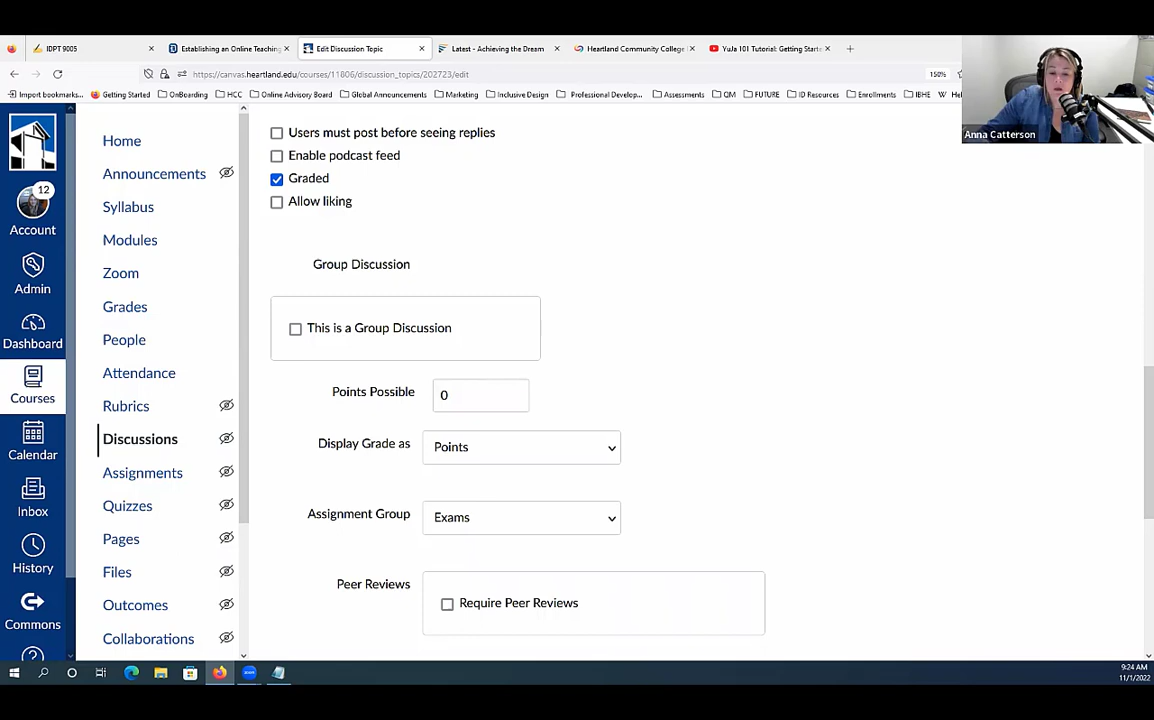 IDPT 9005
Establishing an Online Teaching
Edit Discussion Topic
Latest - Achieving the Dream
Heartland Community College
YuJa 101 Tutorial: Getting Starte
https://canvas.heartland.edu/courses/11806/discussion_topics/202723/edit
150%
Import bookmarks...
Getting Started
OnBoarding
HCC
Online Advisory Board
Global Announcements
Marketing
Inclusive Design
Professional Develop...
Assessments
QM
FUTURE
ID Resources
Enrollments
IBHE
Anna Catterson
12
Account
Admin
Dashboard
Courses
Calendar
Inbox
History
Commons
Home
Announcements
Syllabus
Modules
Zoom
Grades
People
Attendance
Rubrics
Discussions
Assignments
Quizzes
Pages
Files
Outcomes
Collaborations
Users must post before seeing replies
Enable podcast feed
Graded
Allow liking
Group Discussion
This is a Group Discussion
Points Possible
0
Display Grade as
Points
Assignment Group
Exams
Peer Reviews
Require Peer Reviews
zoom
9:24 AM
11/1/2022